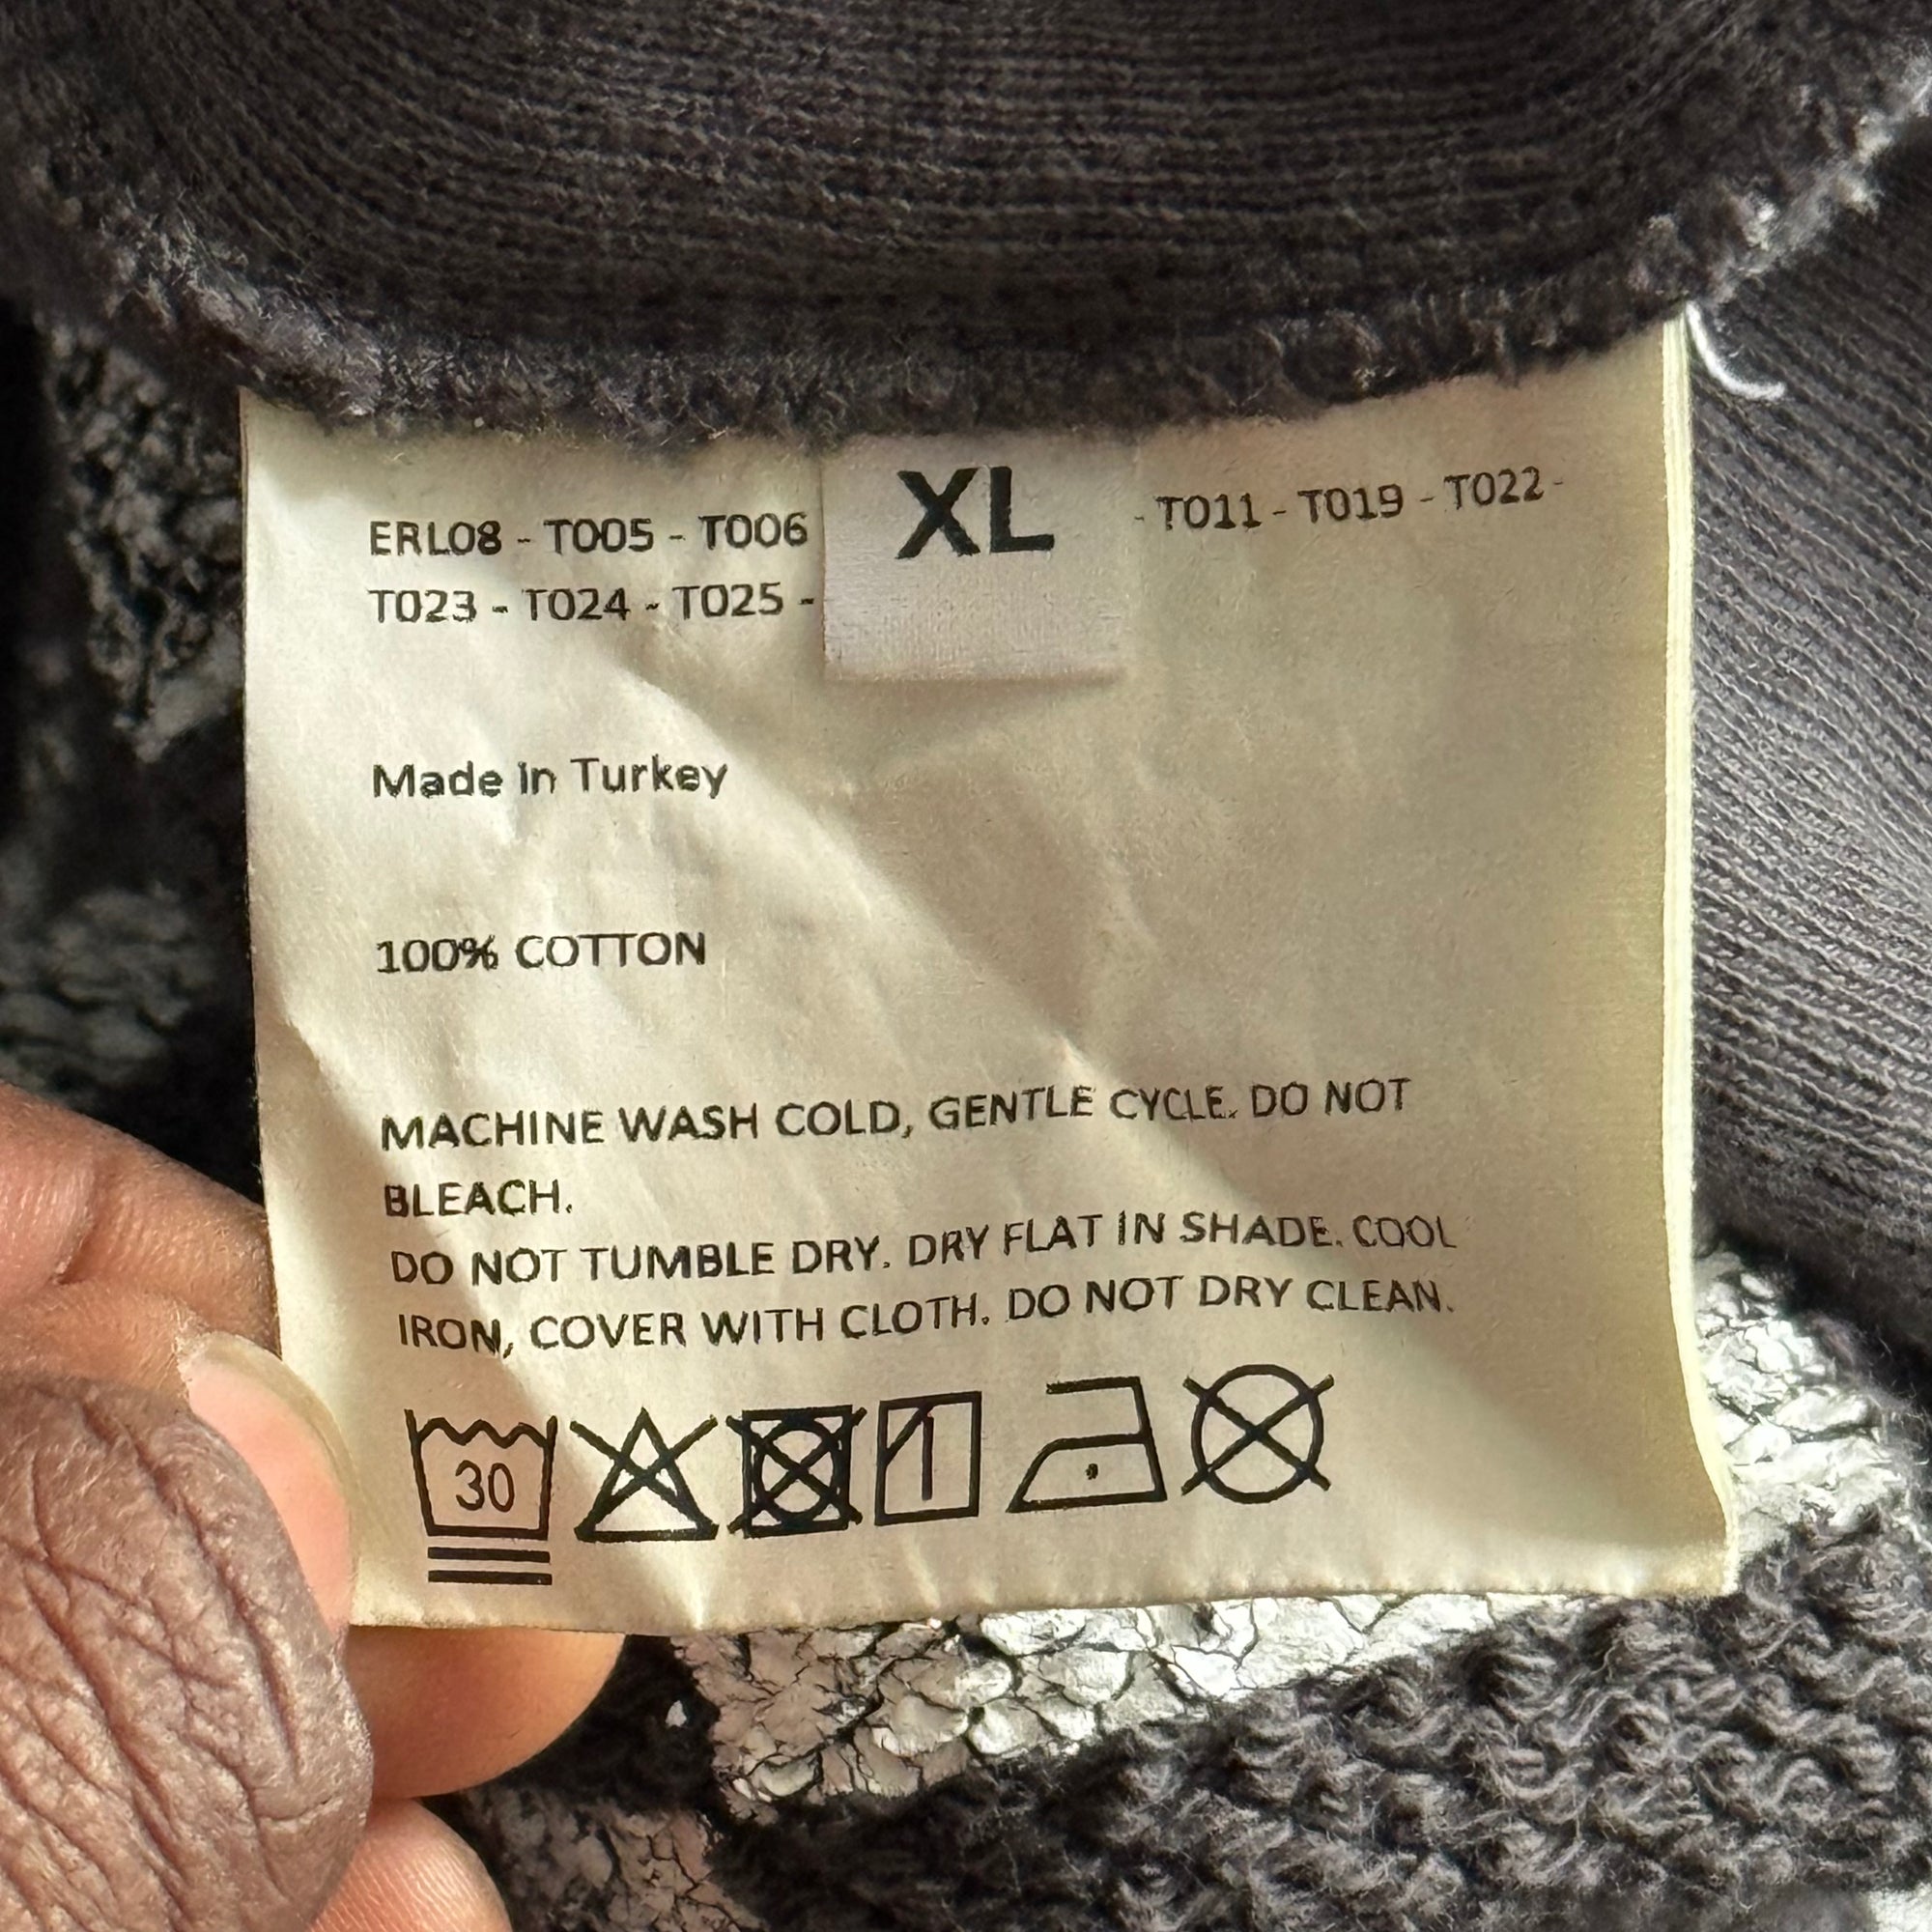 XL
ERL08 - T005 - T006 - T011 - T019 - T022 -
T023 - T024 - T025 -
Made In Turkey
100% COTTON
MACHINE WASH COLD, GENTLE CYCLE. DO NOT
BLEACH.
DO NOT TUMBLE DRY. DRY FLAT IN SHADE. COOL
IRON, COVER WITH CLOTH. DO NOT DRY CLEAN.
30